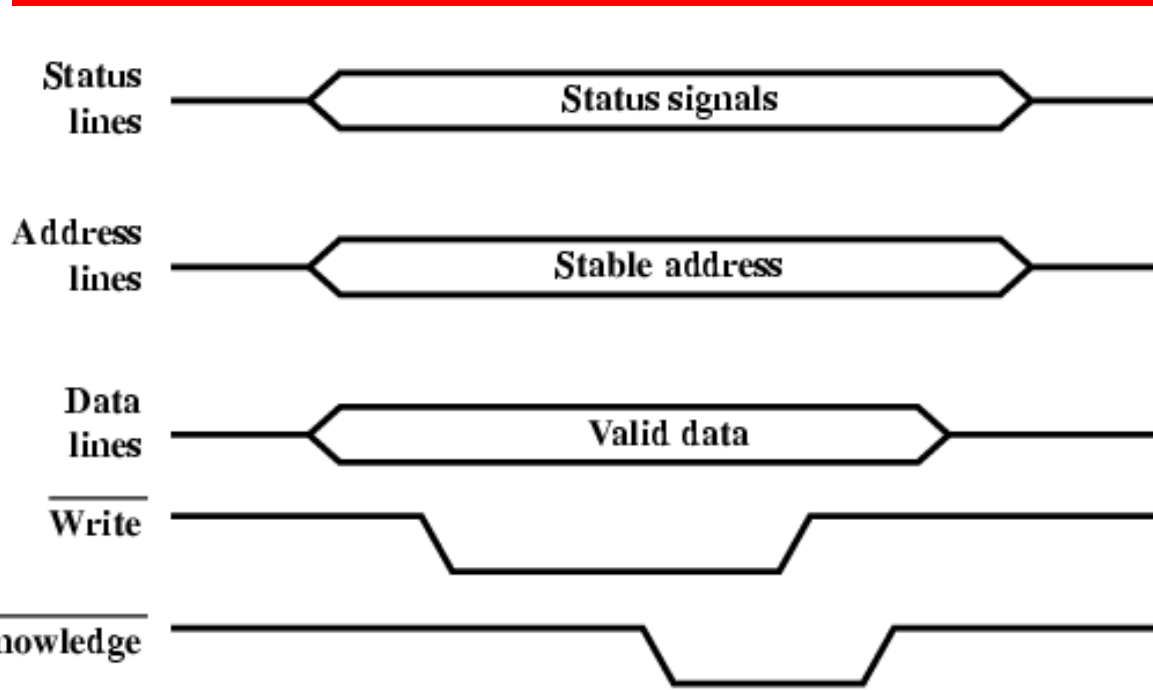 Status
lines
Status signals
Address
lines
Stable address
Data
lines
Valid data
Write
nowledge